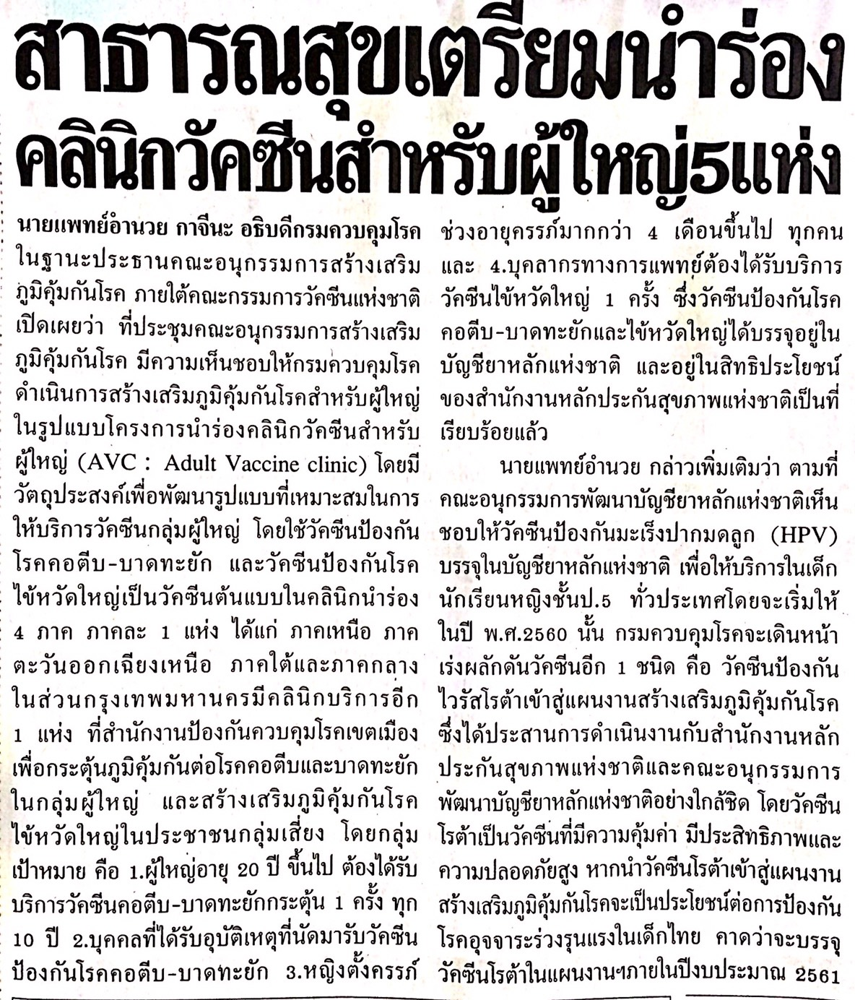 สาธารณสุขเตรียมนำร่อง
คลินิกวัคซีนสำหรับผู้ใหญ่5แห่ง
นายแพทย์อำนวย กาจีนะ อธิบดีกรมควบคุมโรค
ในฐานะประธานคณะอนุกรรมการสร้างเสริม
ภูมิคุ้มกันโรค ภายใต้คณะกรรมการวัคซีนแห่งชาติ
เปิดเผยว่า ที่ประชุมคณะอนุกรรมการสร้างเสริม
ภูมิคุ้มกันโรค มีความเห็นชอบให้กรมควบคุมโรค
ดำเนินการสร้างเสริมภูมิคุ้มกันโรคสำหรับผู้ใหญ่
ในรูปแบบโครงการนำร่องคลินิกวัคซีนสำหรับ
ผู้ใหญ่ (AVC : Adult Vaccine clinic) โดยมี
วัตถุประสงค์เพื่อพัฒนารูปแบบที่เหมาะสมในการ
ให้บริการวัคซีนกลุ่มผู้ใหญ่ โดยใช้วัคซีนป้องกัน
โรคคอตีบ-บาดทะยัก และวัคซีนป้องกันโรค
ไข้หวัดใหญ่เป็นวัคซีนต้นแบบในคลินิกนำร่อง
4 ภาค ภาคละ 1 แห่ง ได้แก่ ภาคเหนือ ภาค
ตะวันออกเฉียงเหนือ ภาคใต้และภาคกลาง
ในส่วนกรุงเทพมหานครมีคลินิกบริการอีก
1 แห่ง ที่สำนักงานป้องกันควบคุมโรคเขตเมือง
เพื่อกระตุ้นภูมิคุ้มกันต่อโรคคอตีบและบาดทะยัก
ในกลุ่มผู้ใหญ่ และสร้างเสริมภูมิคุ้มกันโรค
ไข้หวัดใหญ่ในประชาชนกลุ่มเสี่ยง โดยกลุ่ม
เป้าหมาย คือ 1.ผู้ใหญ่อายุ 20 ปี ขึ้นไป ต้องได้รับ
บริการวัคซีนคอตีบ-บาดทะยักกระตุ้น 1 ครั้ง ทุก
10 ปี 2.บุคคลที่ได้รับอุบัติเหตุที่นัดมารับวัคซีน
ป้องกันโรคคอตีบ-บาดทะยัก 3.หญิงตั้งครรภ์
ช่วงอายุครรภ์มากกว่า 4 เดือนขึ้นไป ทุกคน
และ 4.บุคลากรทางการแพทย์ต้องได้รับบริการ
วัคซีนไข้หวัดใหญ่ 1 ครั้ง ซึ่งวัคซีนป้องกันโรค
คอตีบ-บาดทะยักและไข้หวัดใหญ่ได้บรรจุอยู่ใน
บัญชียาหลักแห่งชาติ และอยู่ในสิทธิประโยชน์
ของสำนักงานหลักประกันสุขภาพแห่งชาติเป็นที่
เรียบร้อยแล้ว
นายแพทย์อำนวย กล่าวเพิ่มเติมว่า ตามที่
คณะอนุกรรมการพัฒนาบัญชียาหลักแห่งชาติเห็น
ชอบให้วัคซีนป้องกันมะเร็งปากมดลูก (HPV)
บรรจุในบัญชียาหลักแห่งชาติ เพื่อให้บริการในเด็ก
นักเรียนหญิงชั้นป.5 ทั่วประเทศโดยจะเริ่มให้
ในปี พ.ศ.2560 นั้น กรมควบคุมโรคจะเดินหน้า
เร่งผลักดันวัคซีนอีก 1 ชนิด คือ วัคซีนป้องกัน
ไวรัสโรต้าเข้าสู่แผนงานสร้างเสริมภูมิคุ้มกันโรค
ซึ่งได้ประสานการดำเนินงานกับสำนักงานหลัก
ประกันสุขภาพแห่งชาติและคณะอนุกรรมการ
พัฒนาบัญชียาหลักแห่งชาติอย่างใกล้ชิด โดยวัคซีน
โรต้าเป็นวัคซีนที่มีความคุ้มค่า มีประสิทธิภาพและ
ความปลอดภัยสูง หากนำวัคซีนโรต้าเข้าสู่แผนงาน
สร้างเสริมภูมิคุ้มกันโรคจะเป็นประโยชน์ต่อการป้องกัน
โรคอุจจาระร่วงรุนแรงในเด็กไทย คาดว่าจะบรรจุ
วัคซีนโรต้าในแผนงานฯภายในปีงบประมาณ 2561